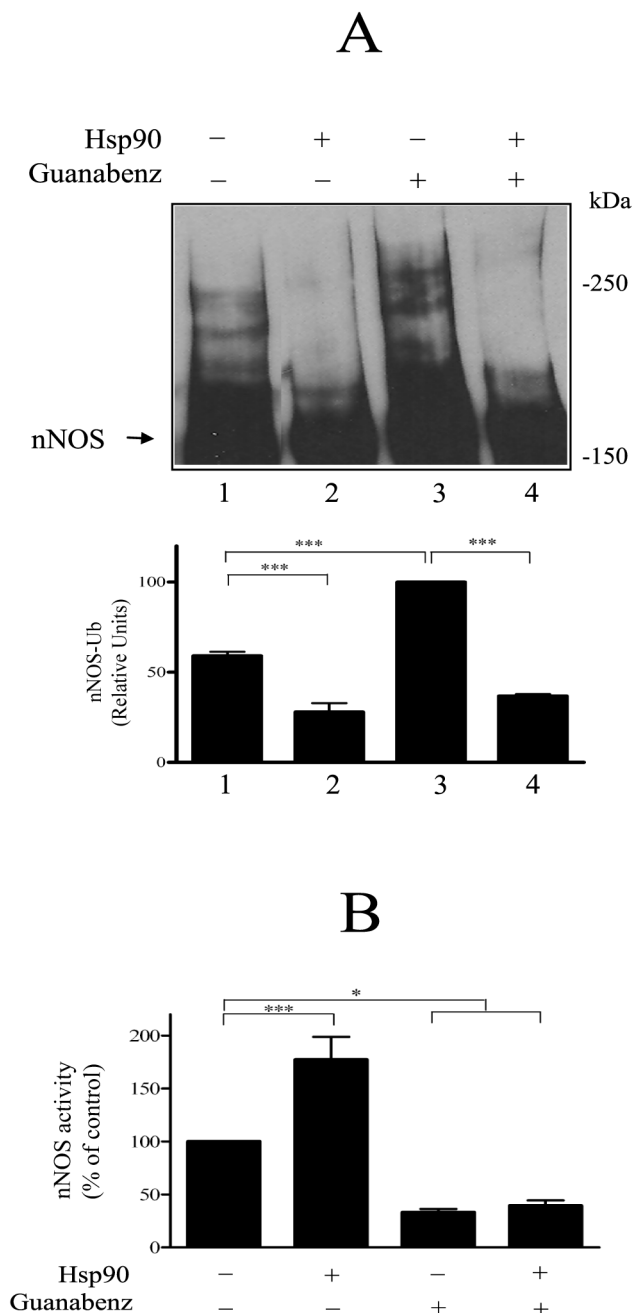 A
Hsp90 − + − +
Guanabenz − − + +
kDa
-250
nNOS
-150
1 2 3 4
*** ***
***
100
50
0
nNOS-Ub
(Relative Units)
1 2 3 4
B
*
***
200
150
100
50
0
nNOS activity
(% of control)
Hsp90 − + − +
Guanabenz − − + +